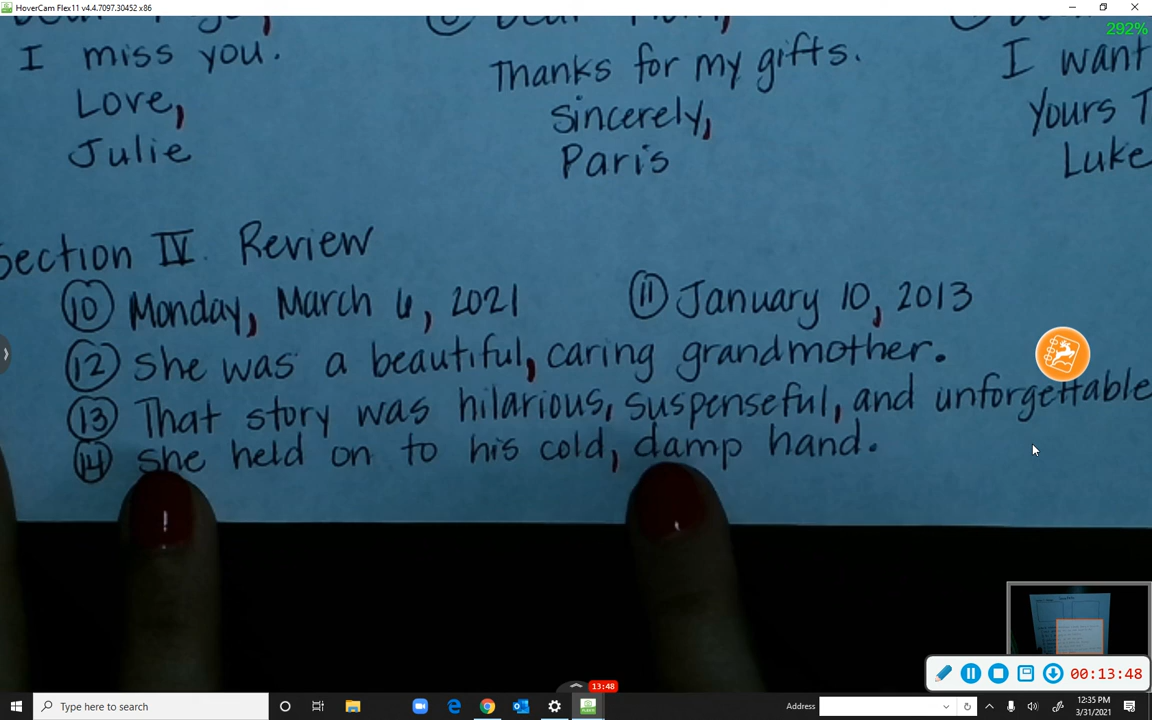 HoverCam Flex11 v4.4.7097.30452 x86
292%
I miss you.
Love,
Julie
Thanks for my gifts.
Sincerely,
Paris
I want
Yours T
Luke
Section IV. Review
⑩ Monday, March 6, 2021
⑪ January 10, 2013
⑫ She was a beautiful, caring grandmother.
⑬ That story was hilarious, suspenseful, and unforgettable
⑭ She held on to his cold, damp hand.
00:13:48
13:48
Type here to search
Address
12:35 PM
3/31/2021